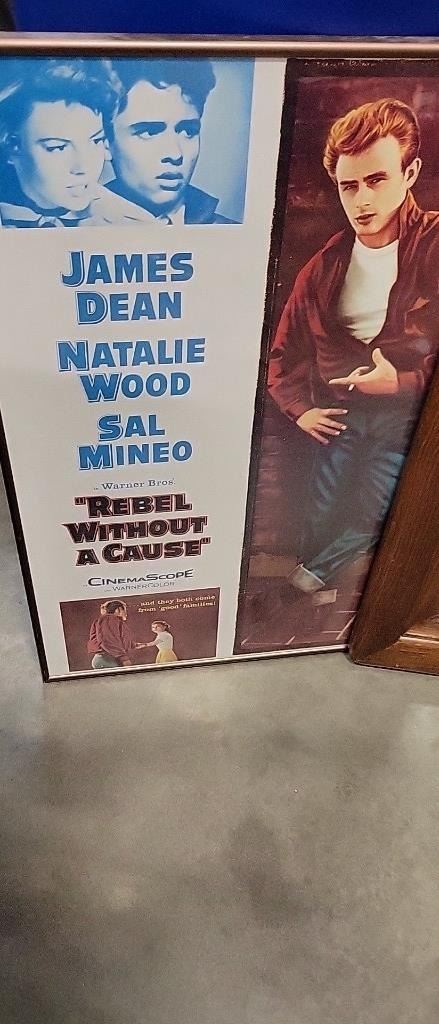 JAMES
DEAN
NATALIE
WOOD
SAL
MINEO
Warner Bros.'
"REBEL
WITHOUT
A CAUSE"
CINEMASCOPE
WARNERCOLOR
and they both come
from 'good' families!